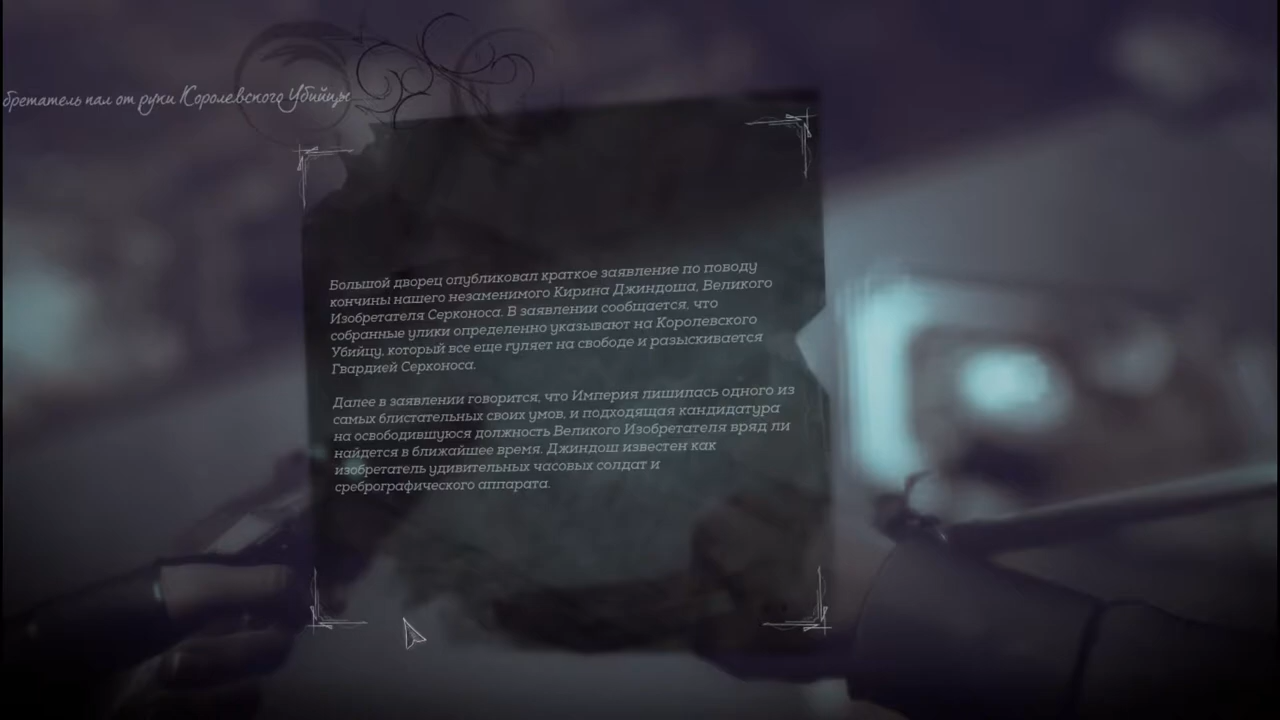 бретатель пал от руки Королевского Убийцы
Большой дворец опубликовал краткое заявление по поводу
кончины нашего незаменимого Кирина Джиндоша, Великого
Изобретателя Серконоса. В заявлении сообщается, что
собранные улики определенно указывают на Королевского
Убийцу, который все еще гуляет на свободе и разыскивается
Гвардией Серконоса.
Далее в заявлении говорится, что Империя лишилась одного из
самых блистательных своих умов, и подходящая кандидатура
на освободившуюся должность Великого Изобретателя вряд ли
найдется в ближайшее время. Джиндош известен как
изобретатель удивительных часовых солдат и
сребрографического аппарата.